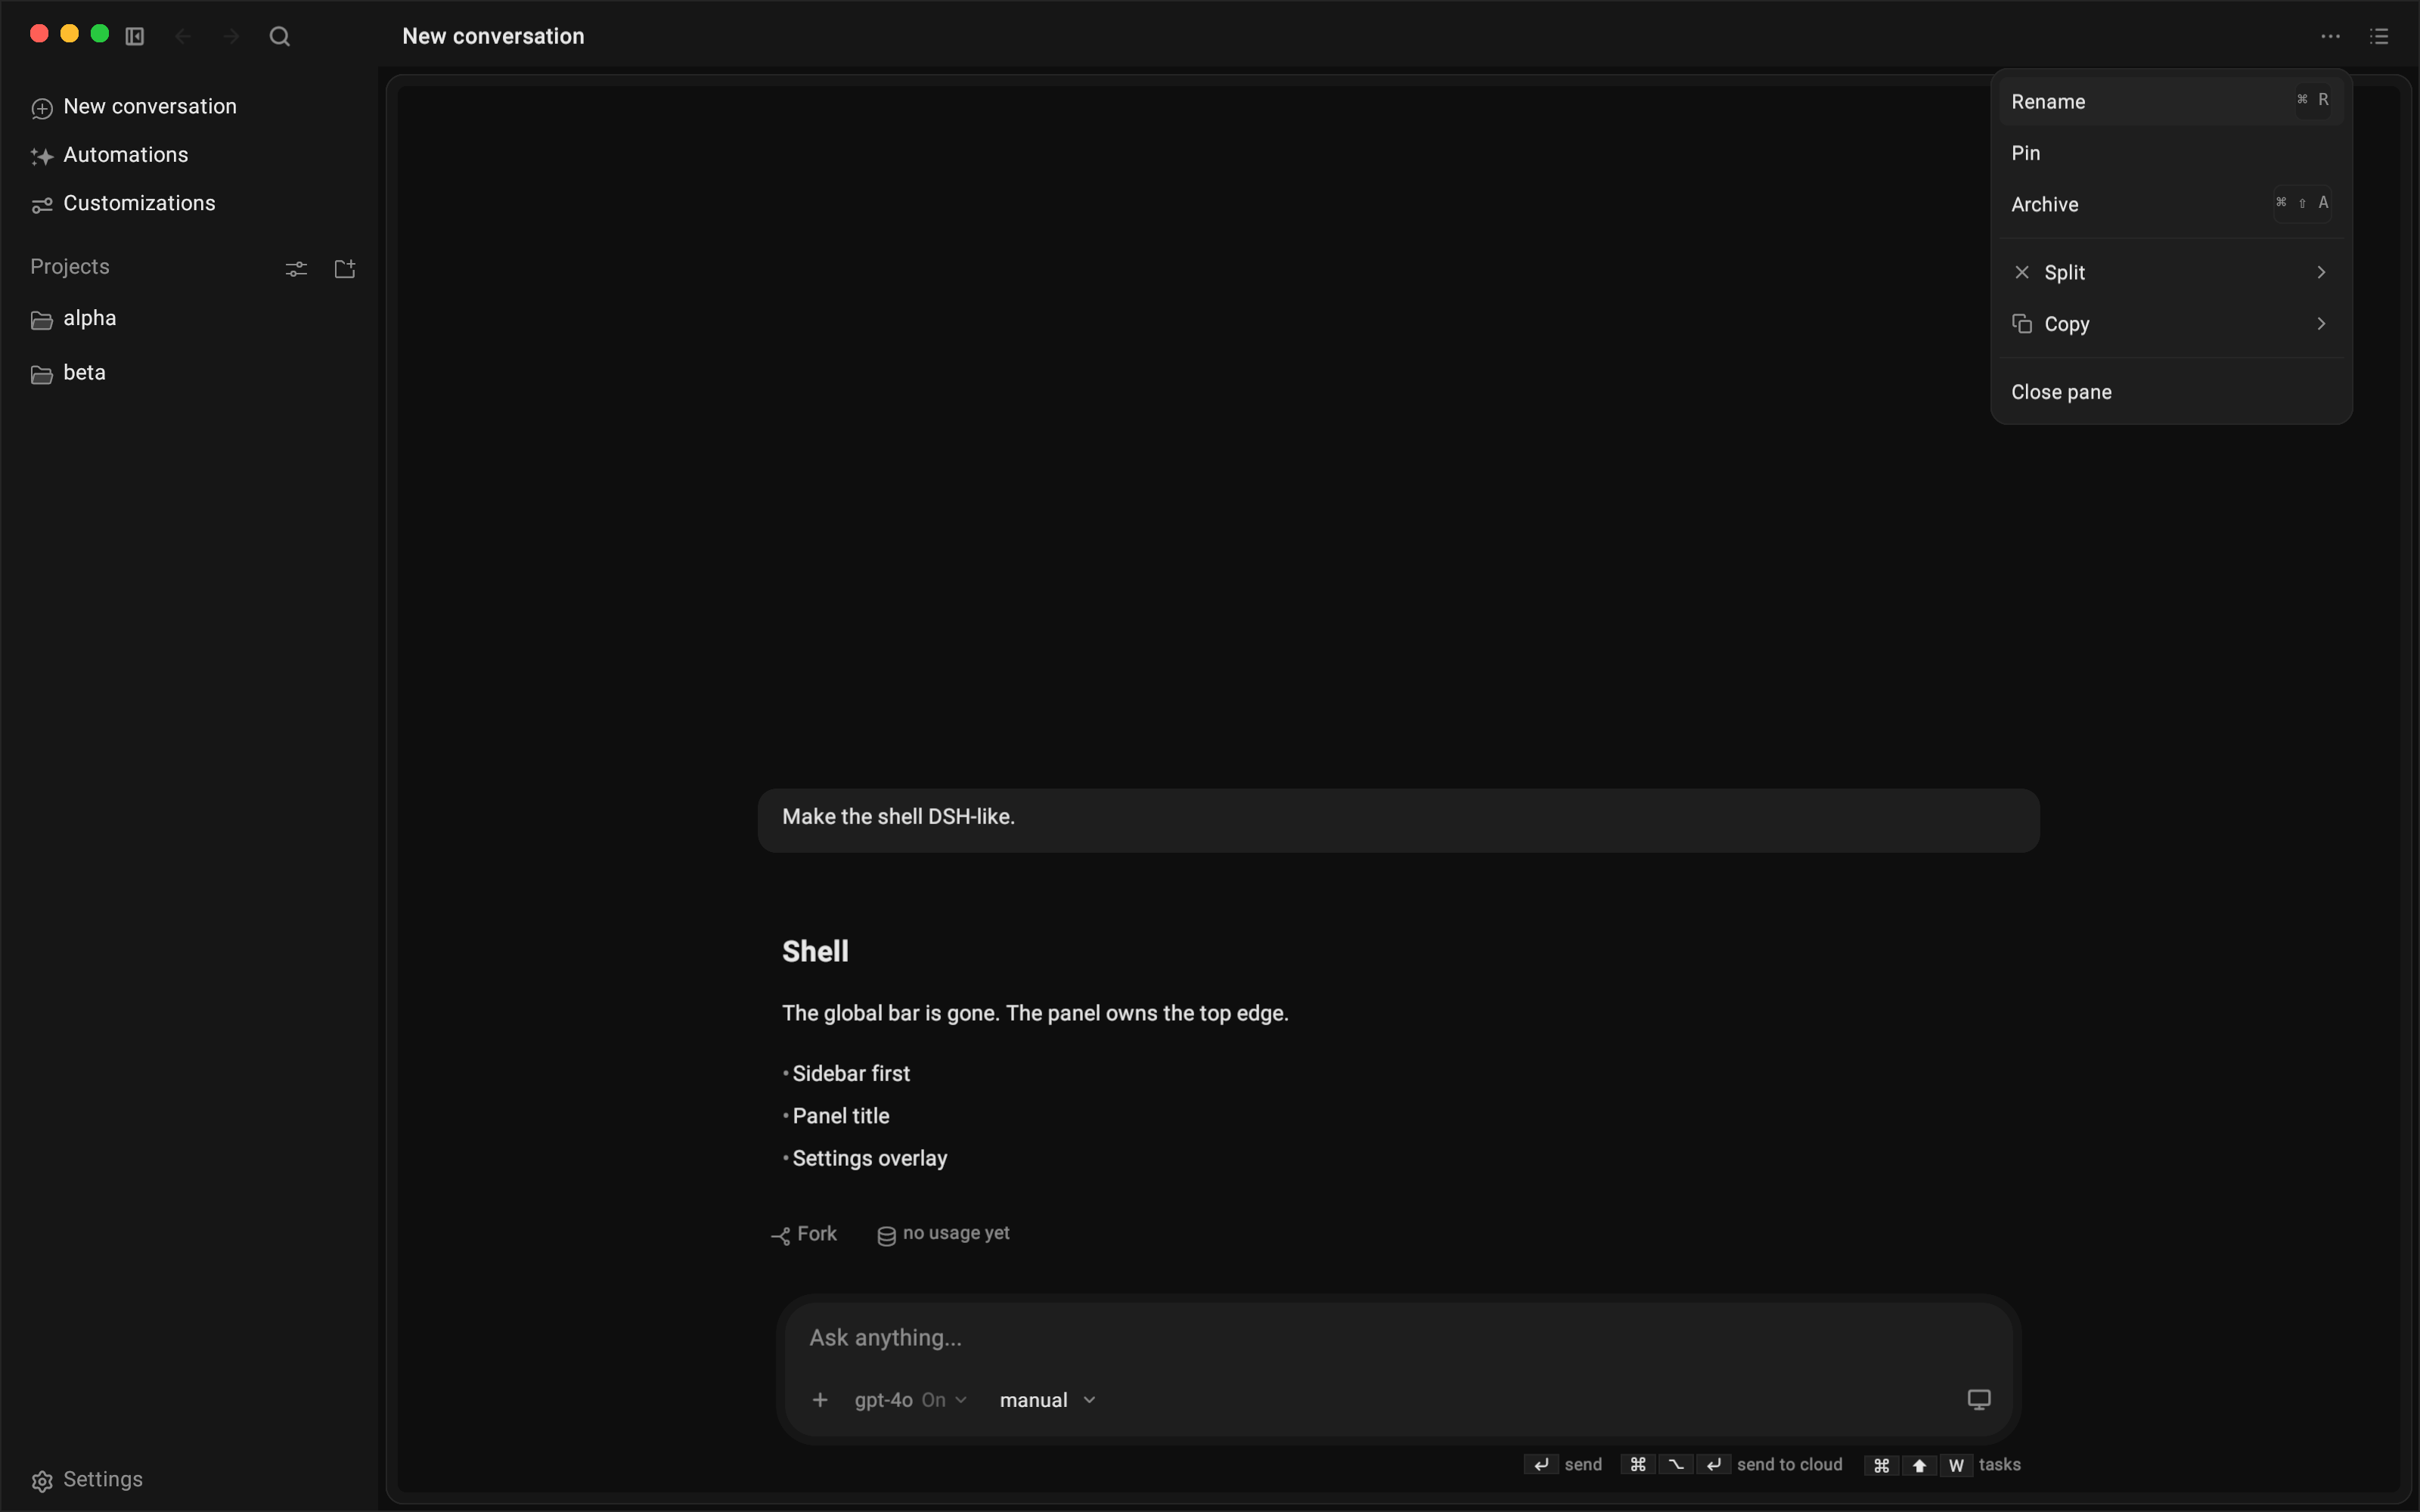 New conversation
New conversation
Automations
Customizations
Projects
alpha
beta
Settings
Rename ⌘ R
Pin
Archive ⌘ ⇧ A
Split
Copy
Close pane
Make the shell DSH-like.
Shell
The global bar is gone. The panel owns the top edge.
• Sidebar first
• Panel title
• Settings overlay
Fork no usage yet
Ask anything...
gpt-4o On manual
send ⌘ ⌥ send to cloud ⌘ W tasks